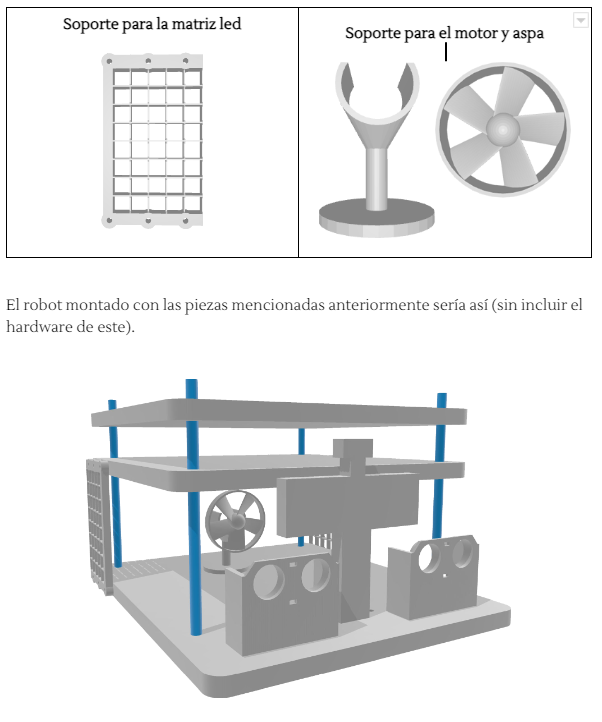 Soporte para la matriz led
Soporte para el motor y aspa
El robot montado con las piezas mencionadas anteriormente sería así (sin incluir el
hardware de este).